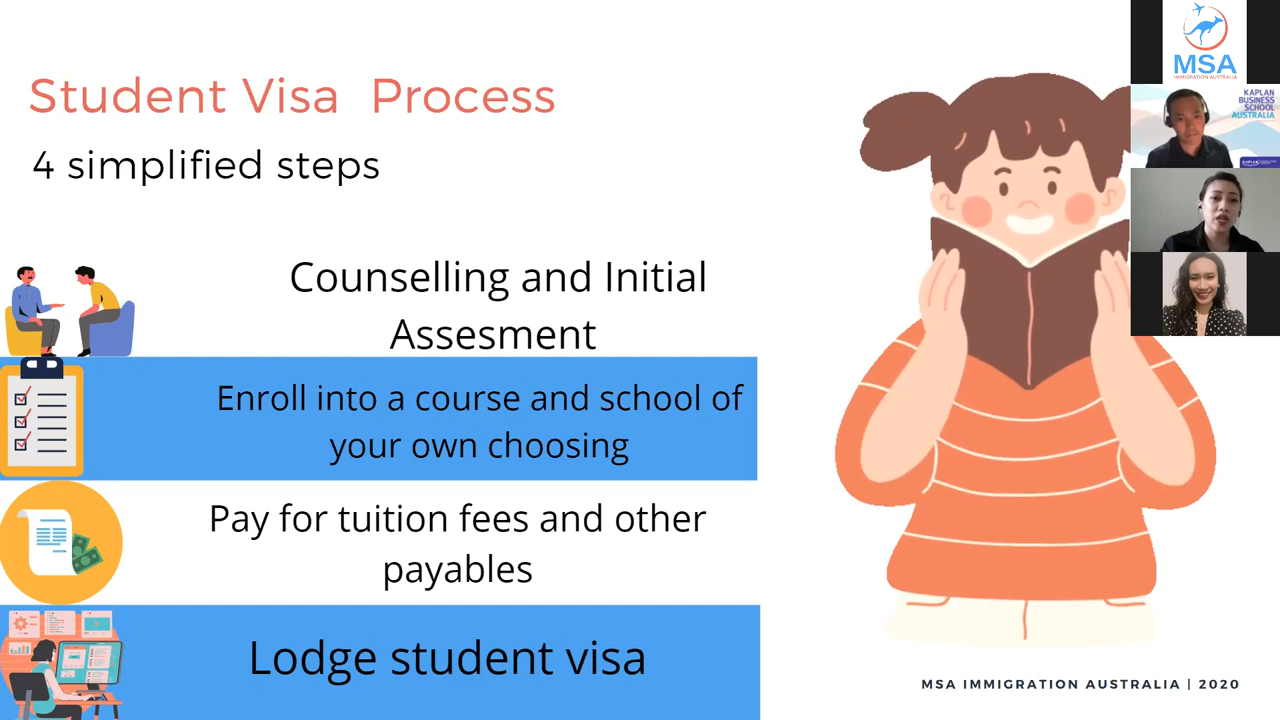 Student Visa  Process
4 simplified steps
Counselling and Initial
Assesment
Enroll into a course and school of
your own choosing
Pay for tuition fees and other
payables
Lodge student visa
MSA IMMIGRATION AUSTRALIA | 2020
MSA
IMMIGRATION AUSTRALIA
KAPLAN
BUSINESS
SCHOOL
AUSTRALIA
KAPLAN